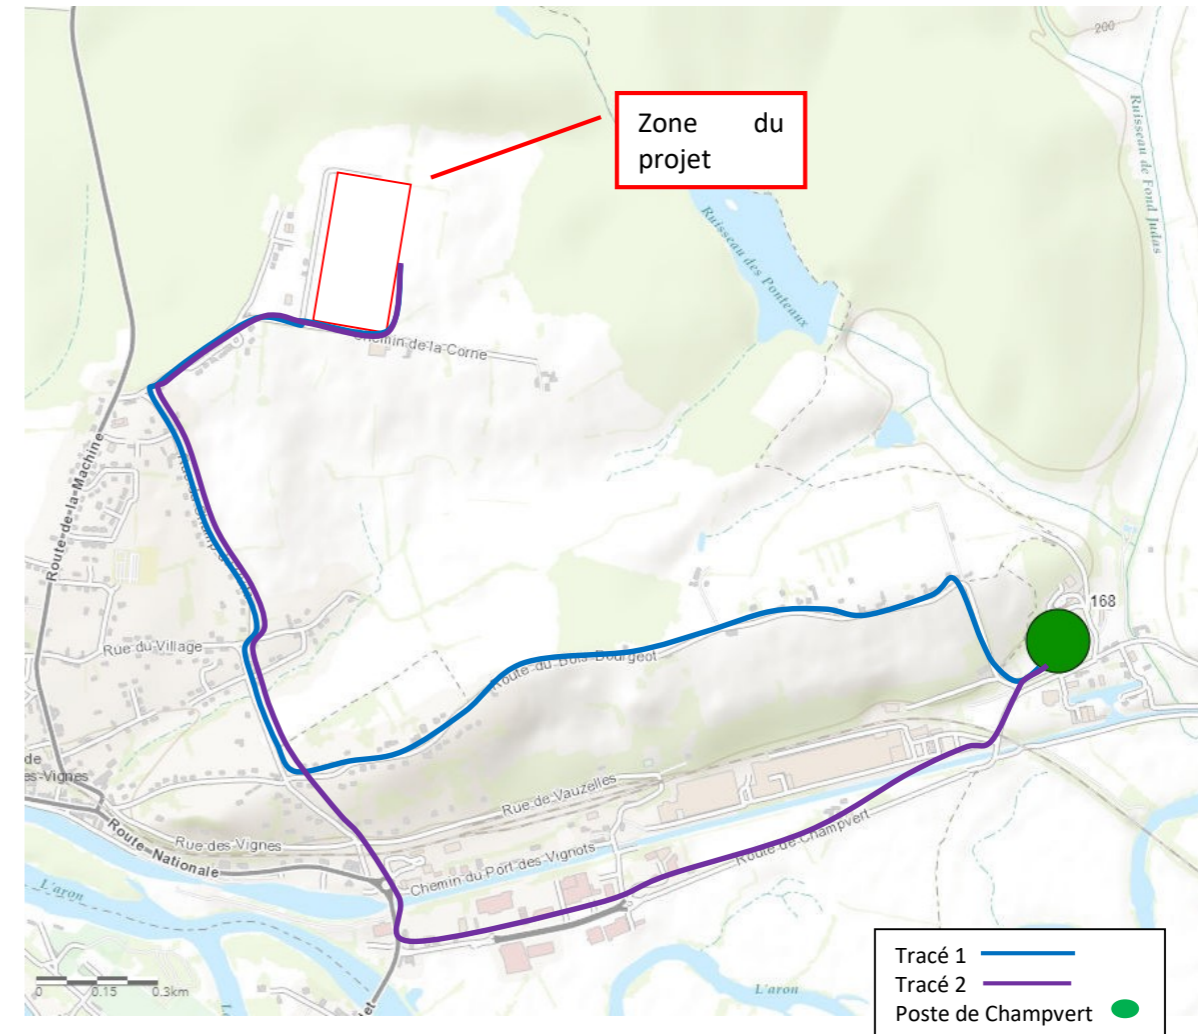 200
Zone du
projet
Ruisseau de Fond Judas
Ruisseau des Ponteaux
Chemin de la Corne
Route de la Machine
168
Rue du Village
Route du Bois Bourgeot
de
es-Vignes
Rue de Vauzelles
Route Nationale
Rue des Vignes
Chemin du Port des Vignots
Route de Champvert
L'aron
L'aron
0 0.15 0.3km
Tracé 1
Tracé 2
Poste de Champvert